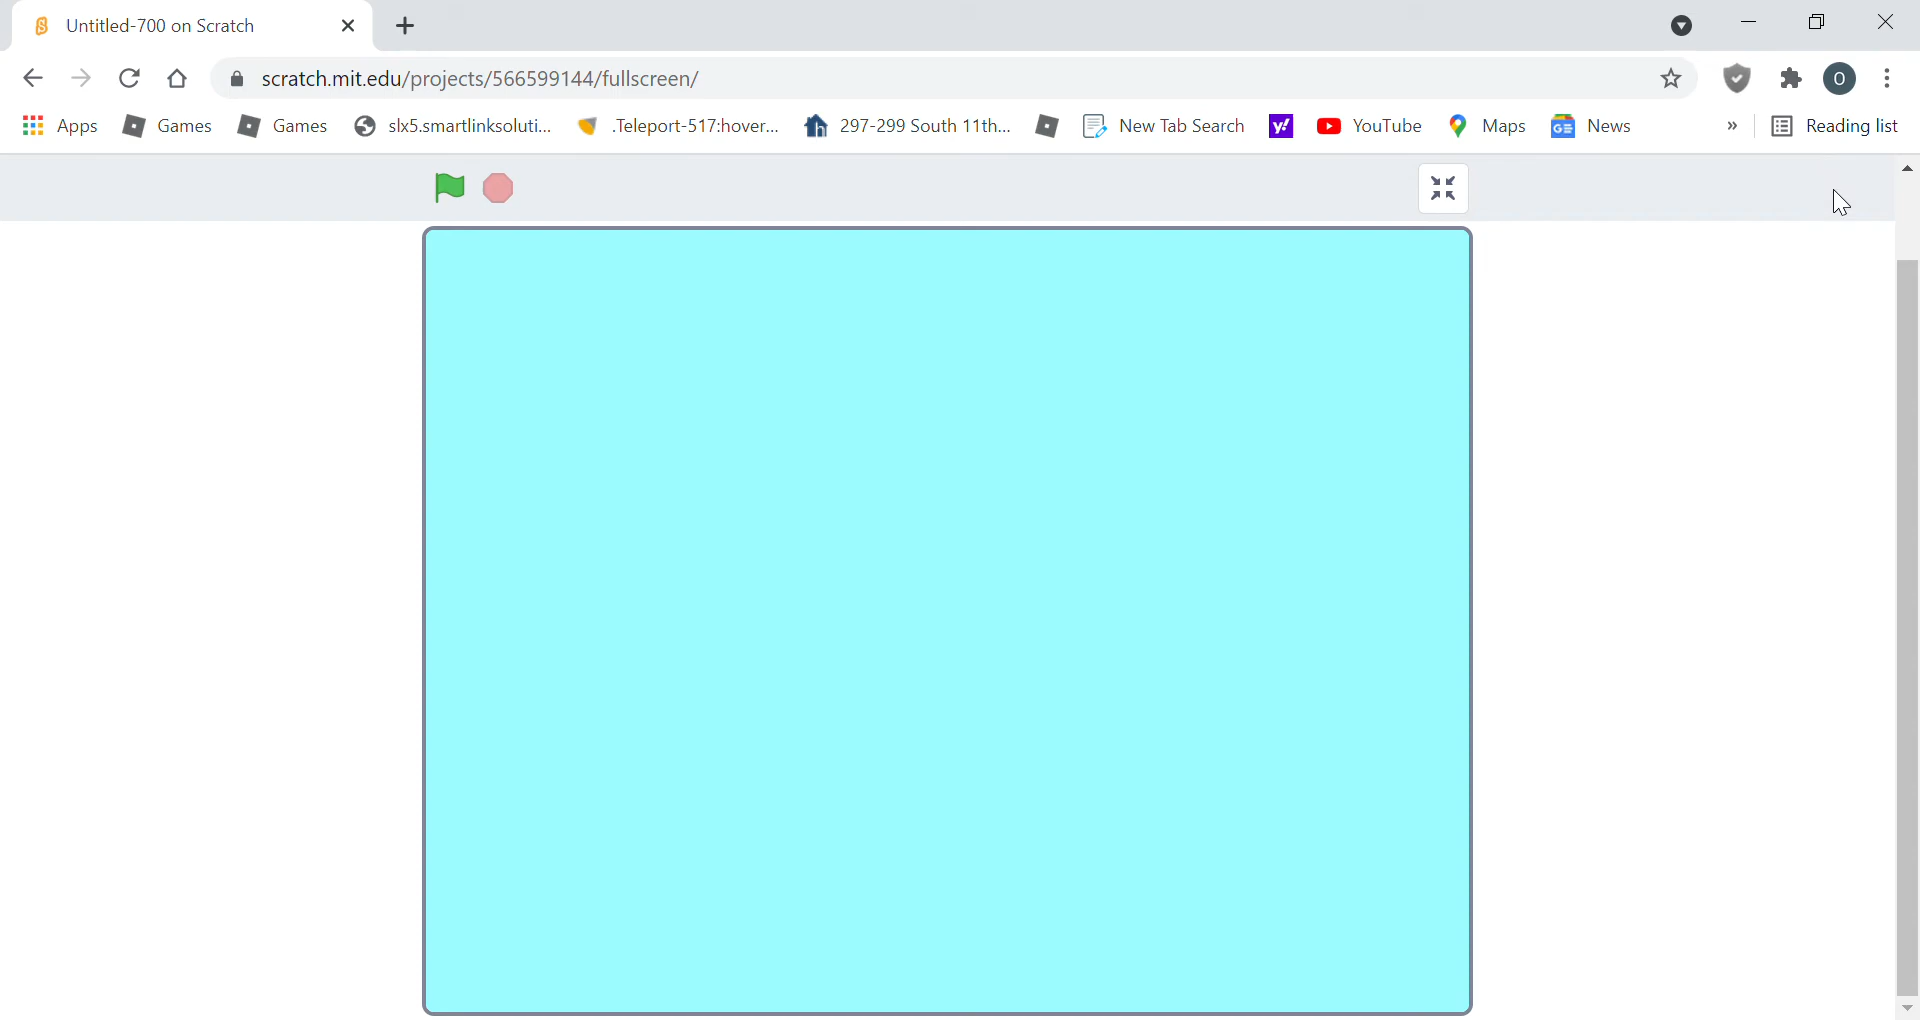 Untitled-700 on Scratch
scratch.mit.edu/projects/566599144/fullscreen/
O
Apps Games Games slx5.smartlinksoluti... .Teleport-517:hover... 297-299 South 11th... New Tab Search y! YouTube Maps News » Reading list